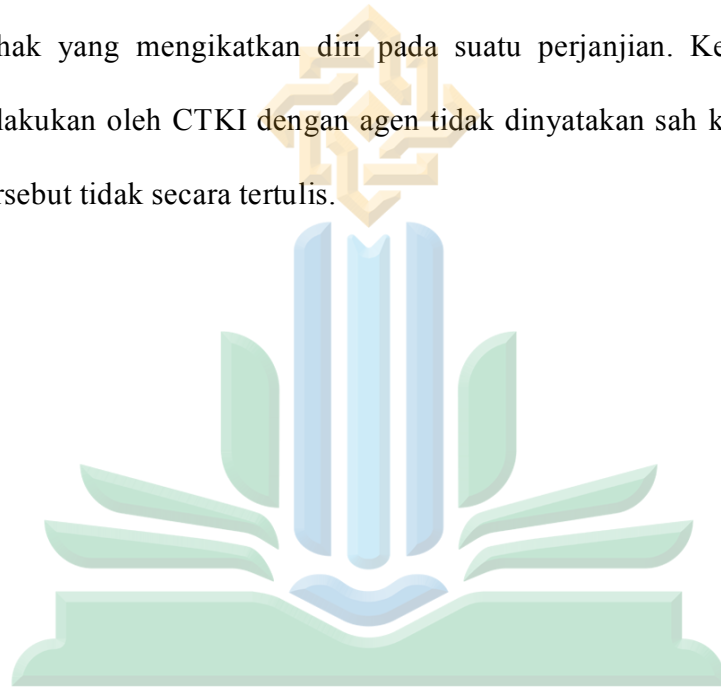 hak yang mengikatkan diri pada suatu perjanjian. Ke
lakukan oleh CTKI dengan agen tidak dinyatakan sah k
rsebut tidak secara tertulis.